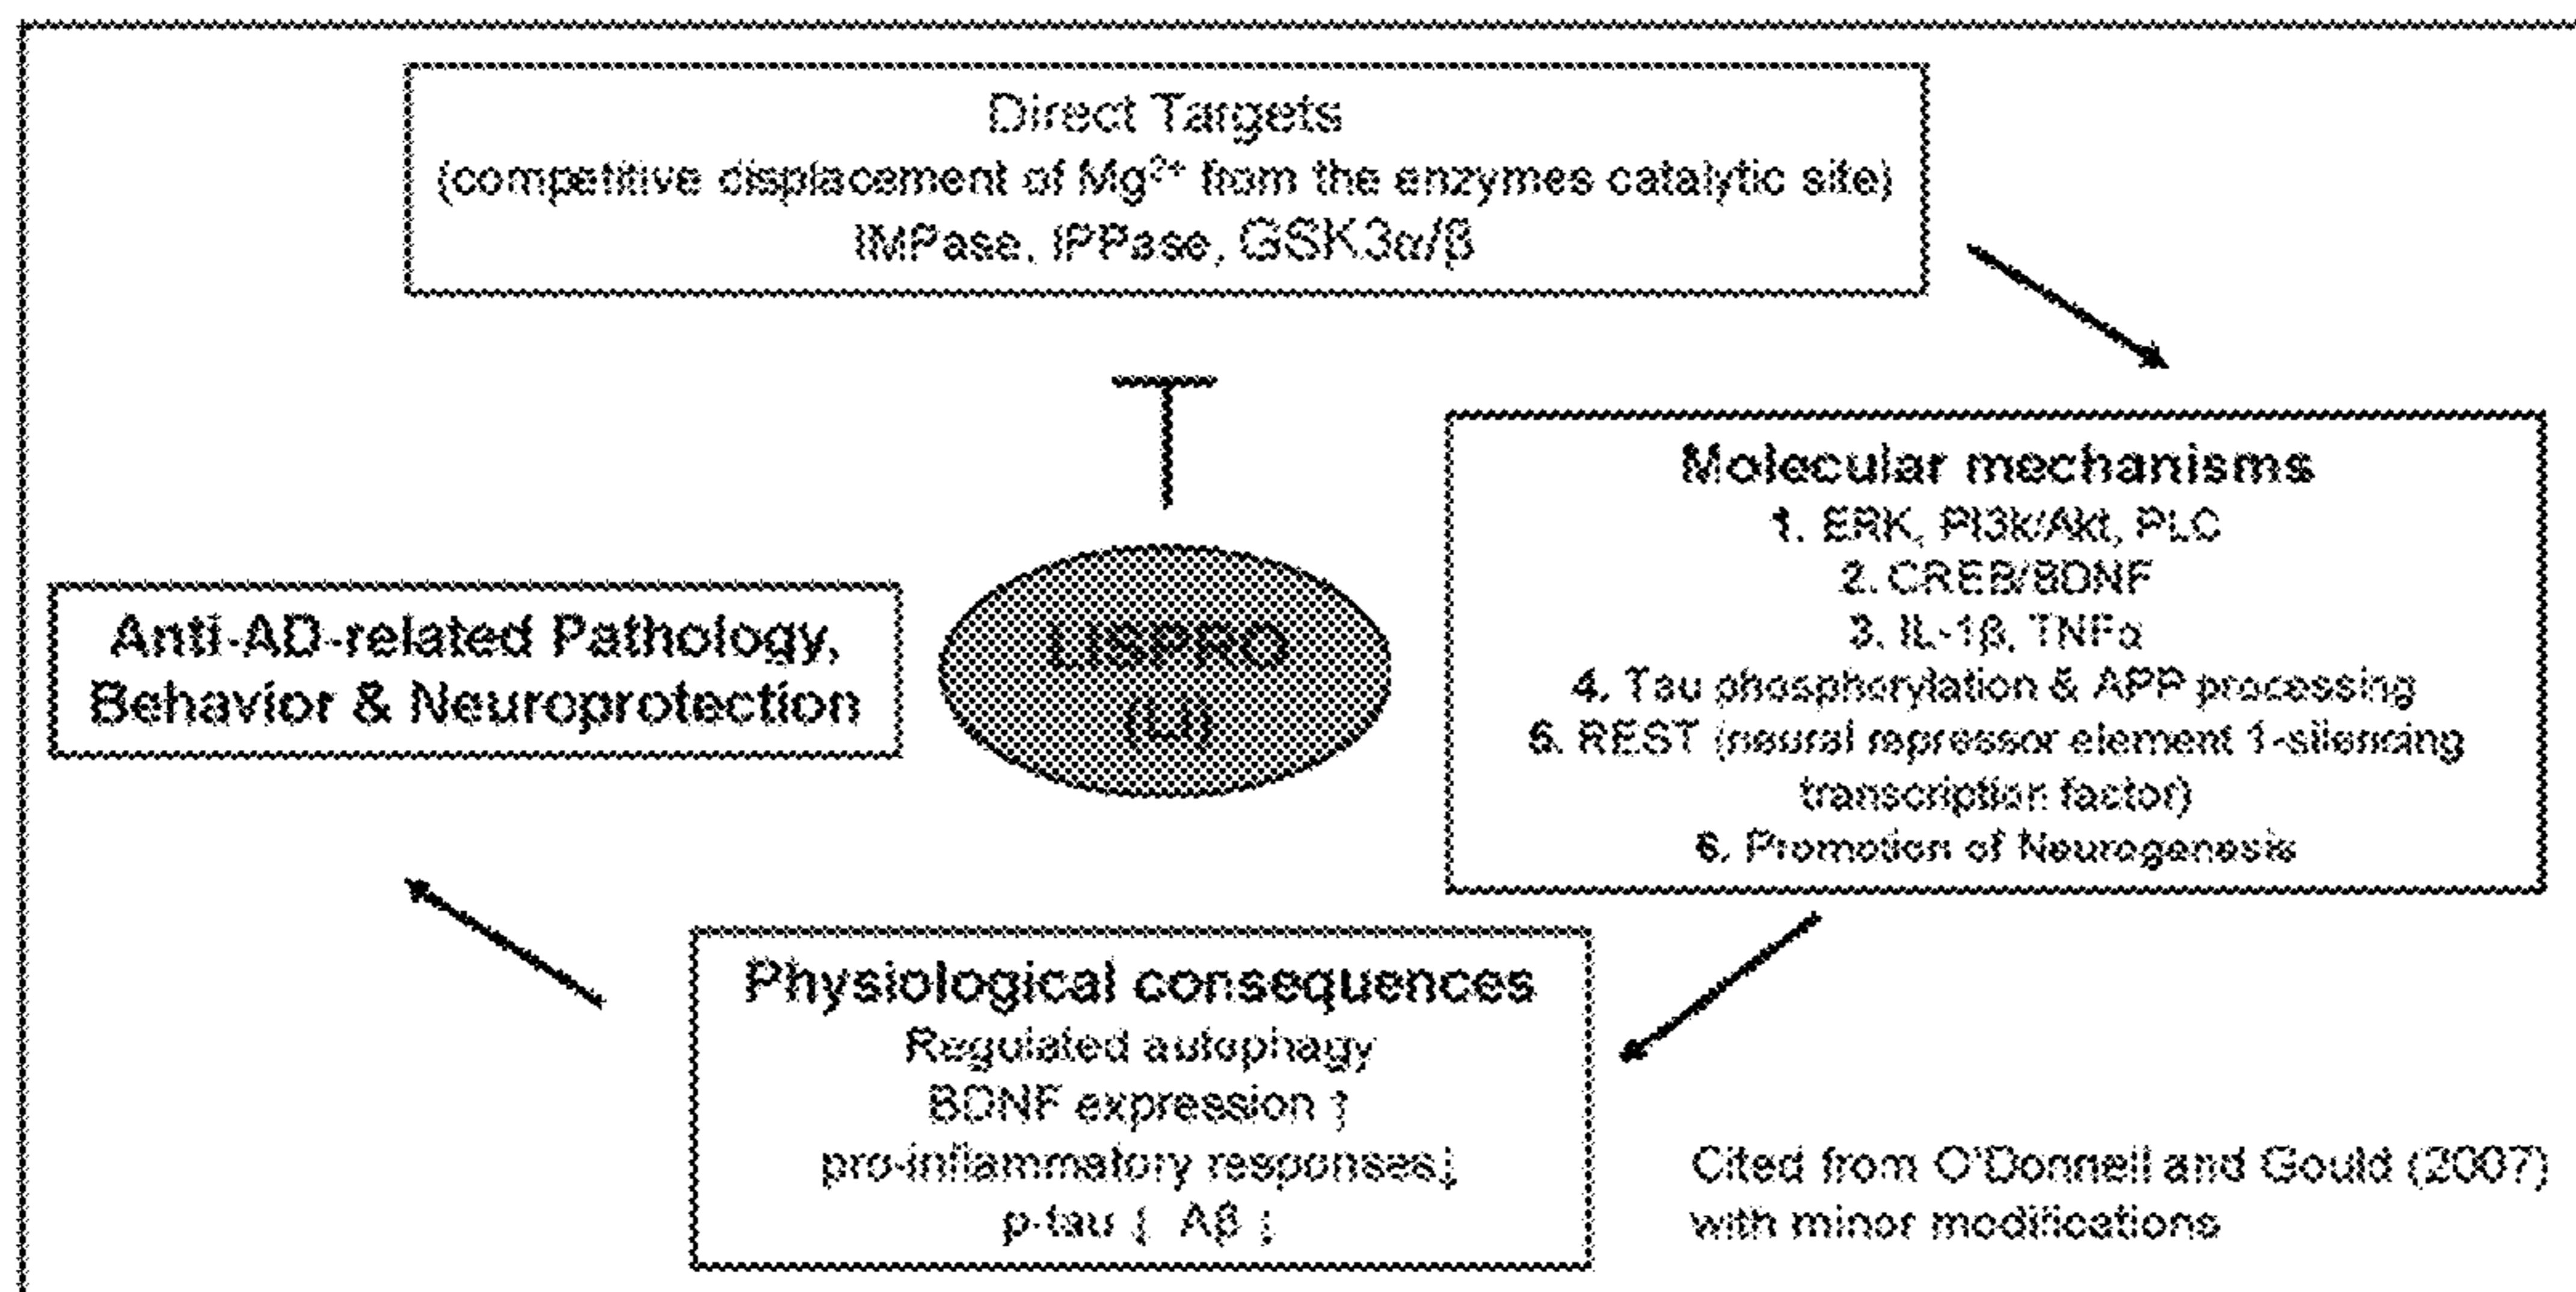 Direct Targets
(competitive displacement of Mg²⁺ from the enzymes catalytic site)
IMPase, IPPase, GSK3α/β
Molecular mechanisms
1. ERK, PI3k/Akt, PLC
2. CREB/BDNF
3. IL-1β, TNFα
4. Tau phosphorylation & APP processing
5. REST (neural repressor element 1-silencing
transcription factor)
6. Promotion of Neurogenesis
Anti-AD-related Pathology,
Behavior & Neuroprotection
LISPRO
(Li)
Physiological consequences
Regulated autophagy
BDNF expression ↑
pro-inflammatory responses↓
p-tau ↓ Aβ ↓
Cited from O'Donnell and Gould (2007)
with minor modifications